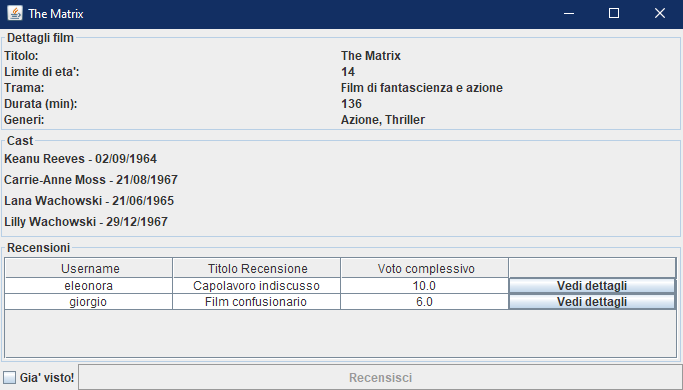 The Matrix
Dettagli film
Titolo: The Matrix
Limite di eta': 14
Trama: Film di fantascienza e azione
Durata (min): 136
Generi: Azione, Thriller
Cast
Keanu Reeves - 02/09/1964
Carrie-Anne Moss - 21/08/1967
Lana Wachowski - 21/06/1965
Lilly Wachowski - 29/12/1967
Recensioni
Username Titolo Recensione Voto complessivo
eleonora Capolavoro indiscusso 10.0 Vedi dettagli
giorgio Film confusionario 6.0 Vedi dettagli
Gia' visto! Recensisci